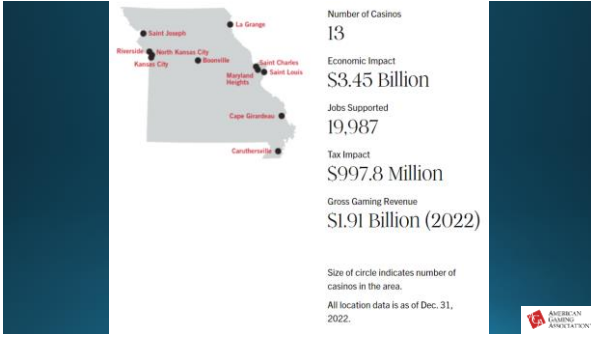 La Grange
Saint Joseph
Riverside
North Kansas City
Kansas City
Boonville
Saint Charles
Maryland
Heights
Saint Louis
Cape Girardeau
Caruthersville
Number of Casinos
13
Economic Impact
$3.45 Billion
Jobs Supported
19,987
Tax Impact
$997.8 Million
Gross Gaming Revenue
$1.91 Billion (2022)
Size of circle indicates number of
casinos in the area.
All location data is as of Dec. 31,
2022.
AMERICAN
GAMING
ASSOCIATION